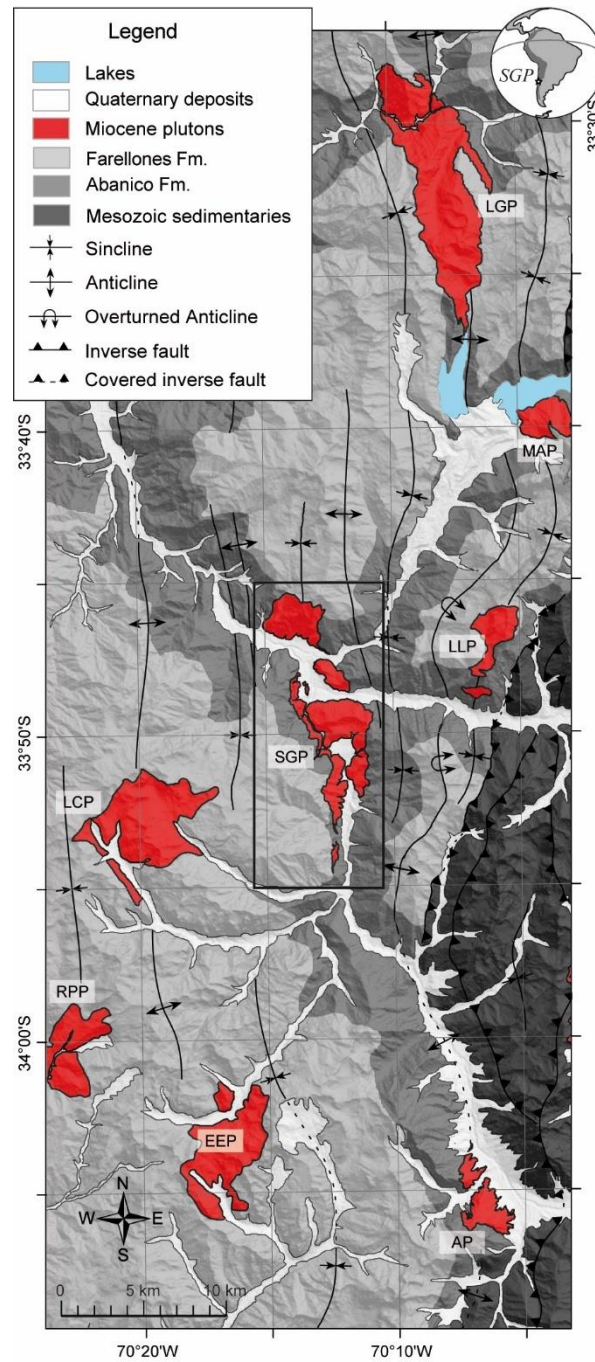 Legend
Lakes
Quaternary deposits
Miocene plutons
Farellones Fm.
Abanico Fm.
Mesozoic sedimentaries
Sincline
Anticline
Overturned Anticline
Inverse fault
Covered inverse fault
SGP
33°30'S
LGP
33°40'S
MAP
LLP
33°50'S
SGP
LCP
RPP
34°00'S
EEP
AP
N
W E
S
0 5 km 10 km
70°20'W 70°10'W